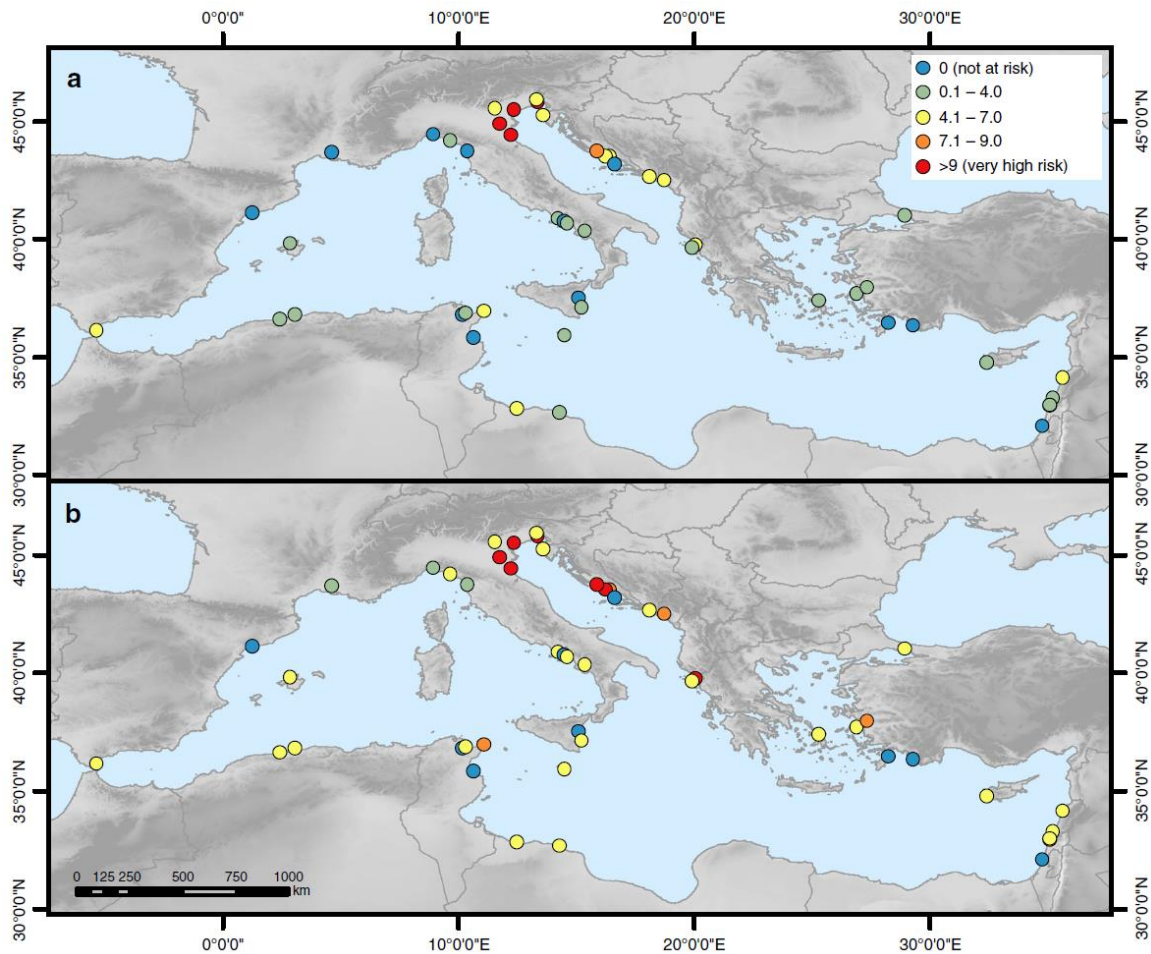 0°0'0" 10°0'0"E 20°0'0"E 30°0'0"E
a
0 (not at risk)
0.1 – 4.0
4.1 – 7.0
7.1 – 9.0
>9 (very high risk)
45°0'0"N 45°0'0"N
40°0'0"N 40°0'0"N
35°0'0"N 35°0'0"N
30°0'0"N 30°0'0"N
b
45°0'0"N 45°0'0"N
40°0'0"N 40°0'0"N
35°0'0"N 35°0'0"N
30°0'0"N 30°0'0"N
0 125 250 500 750 1000
km
0°0'0" 10°0'0"E 20°0'0"E 30°0'0"E